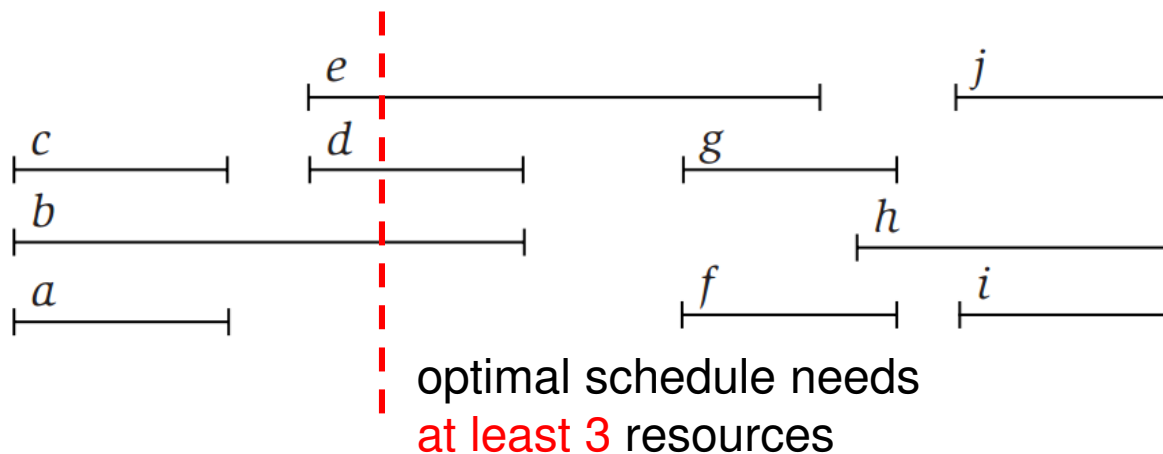 e
j
c
d
g
b
h
a
f
i
optimal schedule needs
at least 3 resources